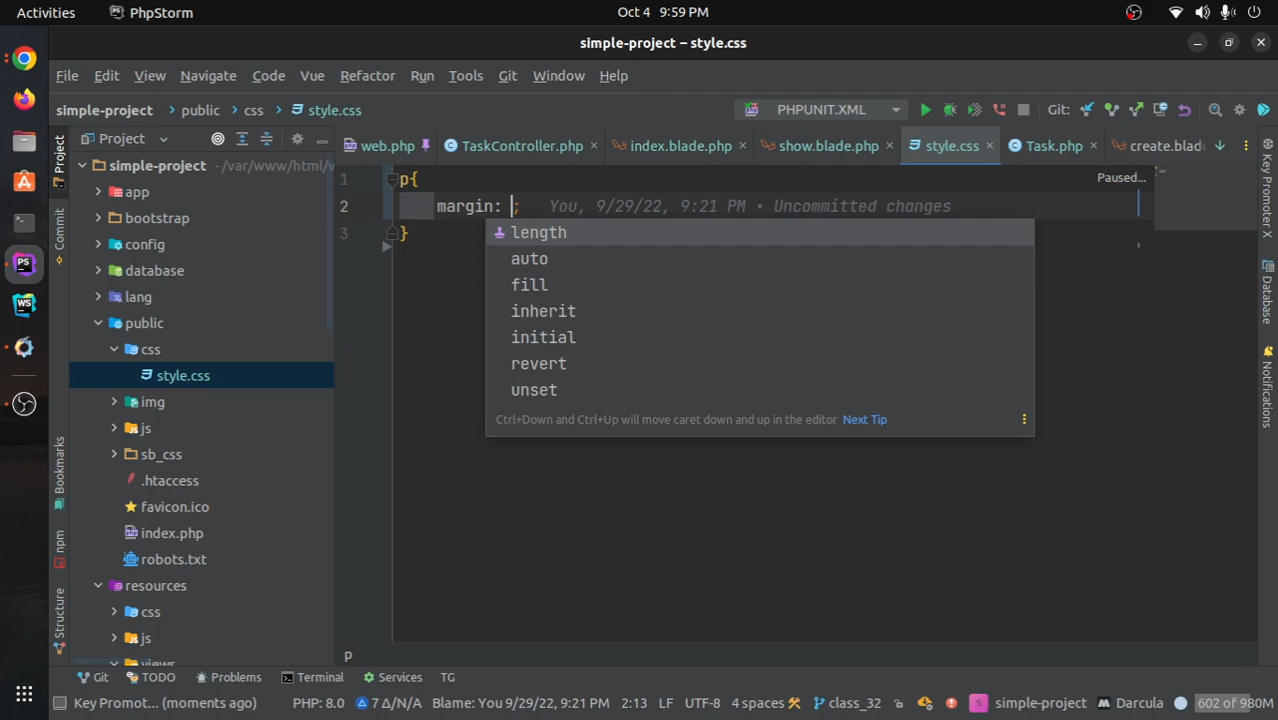 Activities PhpStorm Oct 4 9:59 PM
simple-project – style.css
File Edit View Navigate Code Vue Refactor Run Tools Git Window Help
simple-project public css style.css PHPUNIT.XML Git:
Project web.php TaskController.php index.blade.php show.blade.php style.css Task.php create.blad
simple-project /var/www/html/
app
bootstrap
config
database
lang
public
css
style.css
img
js
sb_css
.htaccess
favicon.ico
index.php
robots.txt
resources
css
js
views
Project
Commit
Bookmarks
npm
Structure
1 p{ Paused...
2 margin: ; You, 9/29/22, 9:21 PM • Uncommitted changes
3 }
length
auto
fill
inherit
initial
revert
unset
Ctrl+Down and Ctrl+Up will move caret down and up in the editor Next Tip
Key Promoter X
Database
Notifications
p
Git TODO Problems Terminal Services TG
Key Promot... (moments ago) PHP: 8.0 7 Δ/N/A Blame: You 9/29/22, 9:21 PM 2:13 LF UTF-8 4 spaces class_32 S simple-project Darcula 602 of 980M